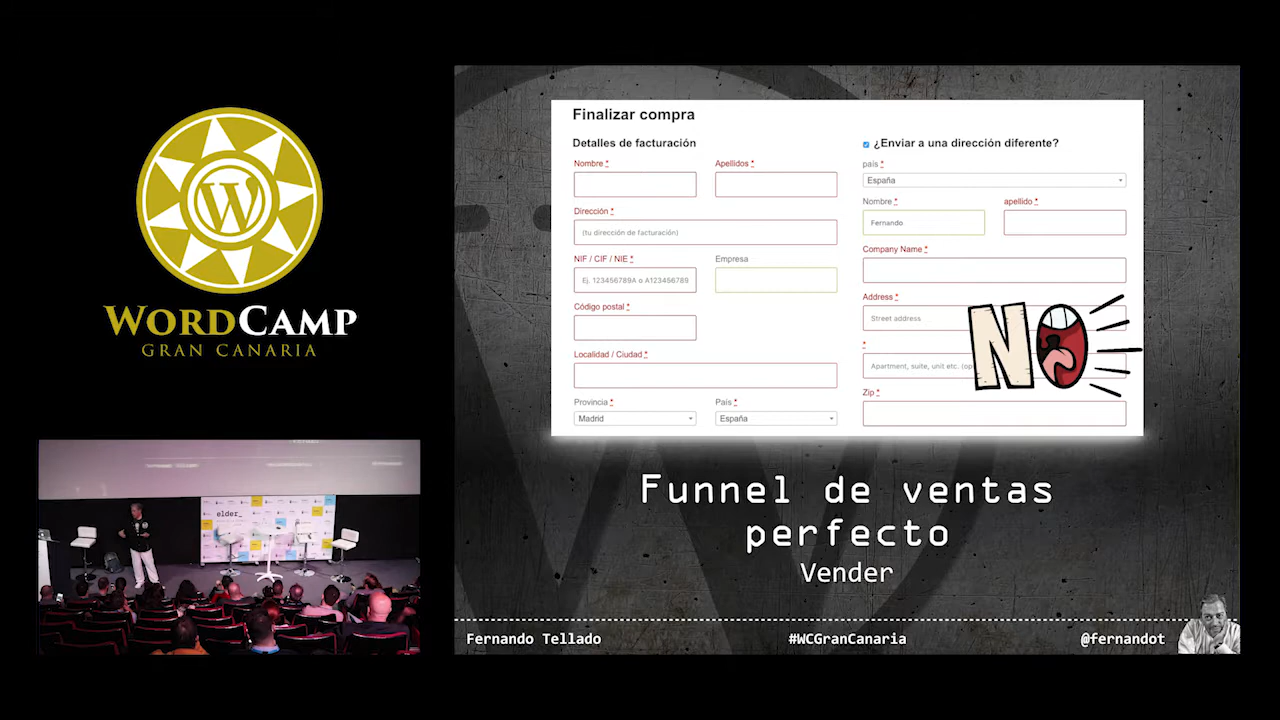 WORDCAMP
GRAN CANARIA
elder_
Finalizar compra
Detalles de facturación
Nombre *
Apellidos *
Dirección *
(tu dirección de facturación)
NIF / CIF / NIE *
Empresa
Ej. 123456789A o A123456789
Código postal *
Localidad / Ciudad *
Provincia *
País *
Madrid
España
¿Enviar a una dirección diferente?
país *
España
Nombre *
apellido *
Fernando
Company Name *
Address *
Street address
*
Apartment, suite, unit etc. (op
Zip *
NO
Funnel de ventas
perfecto
Vender
Fernando Tellado
#WCGranCanaria
@fernandot